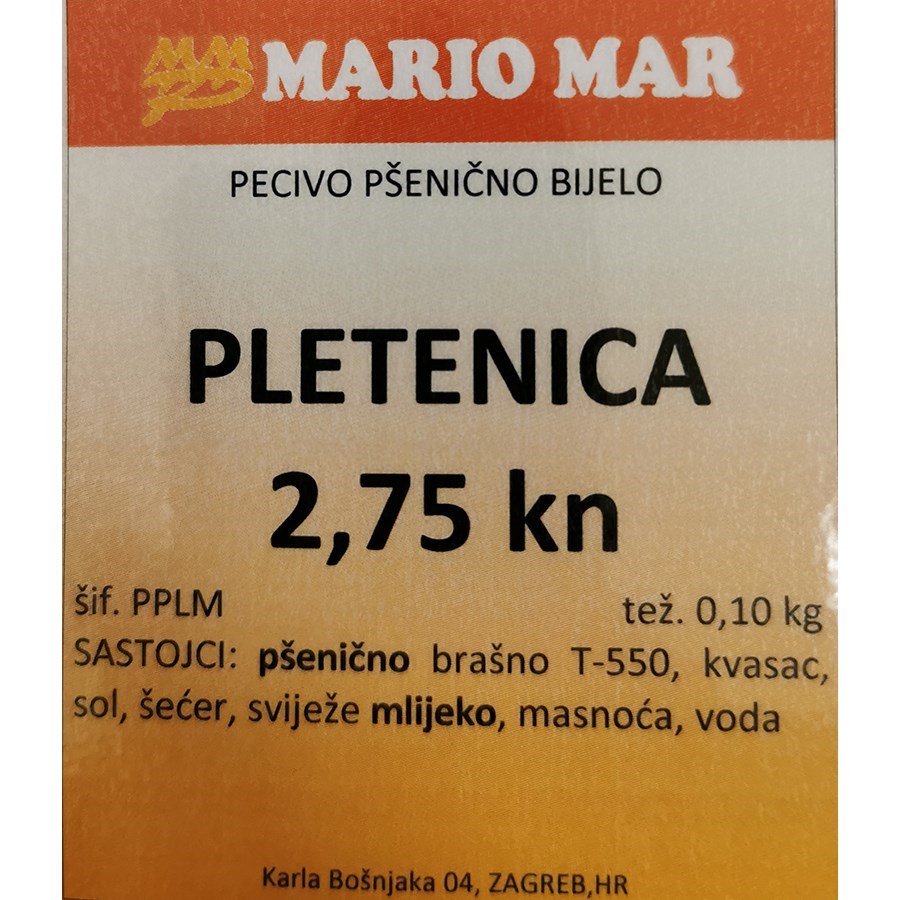 MARIO MAR
PECIVO PŠENIČNO BIJELO
PLETENICA
2,75 kn
šif. PPLM tež. 0,10 kg
SASTOJCI: pšenično brašno T-550, kvasac,
sol, šećer, sviježe mlijeko, masnoća, voda
Karla Bošnjaka 04, ZAGREB,HR